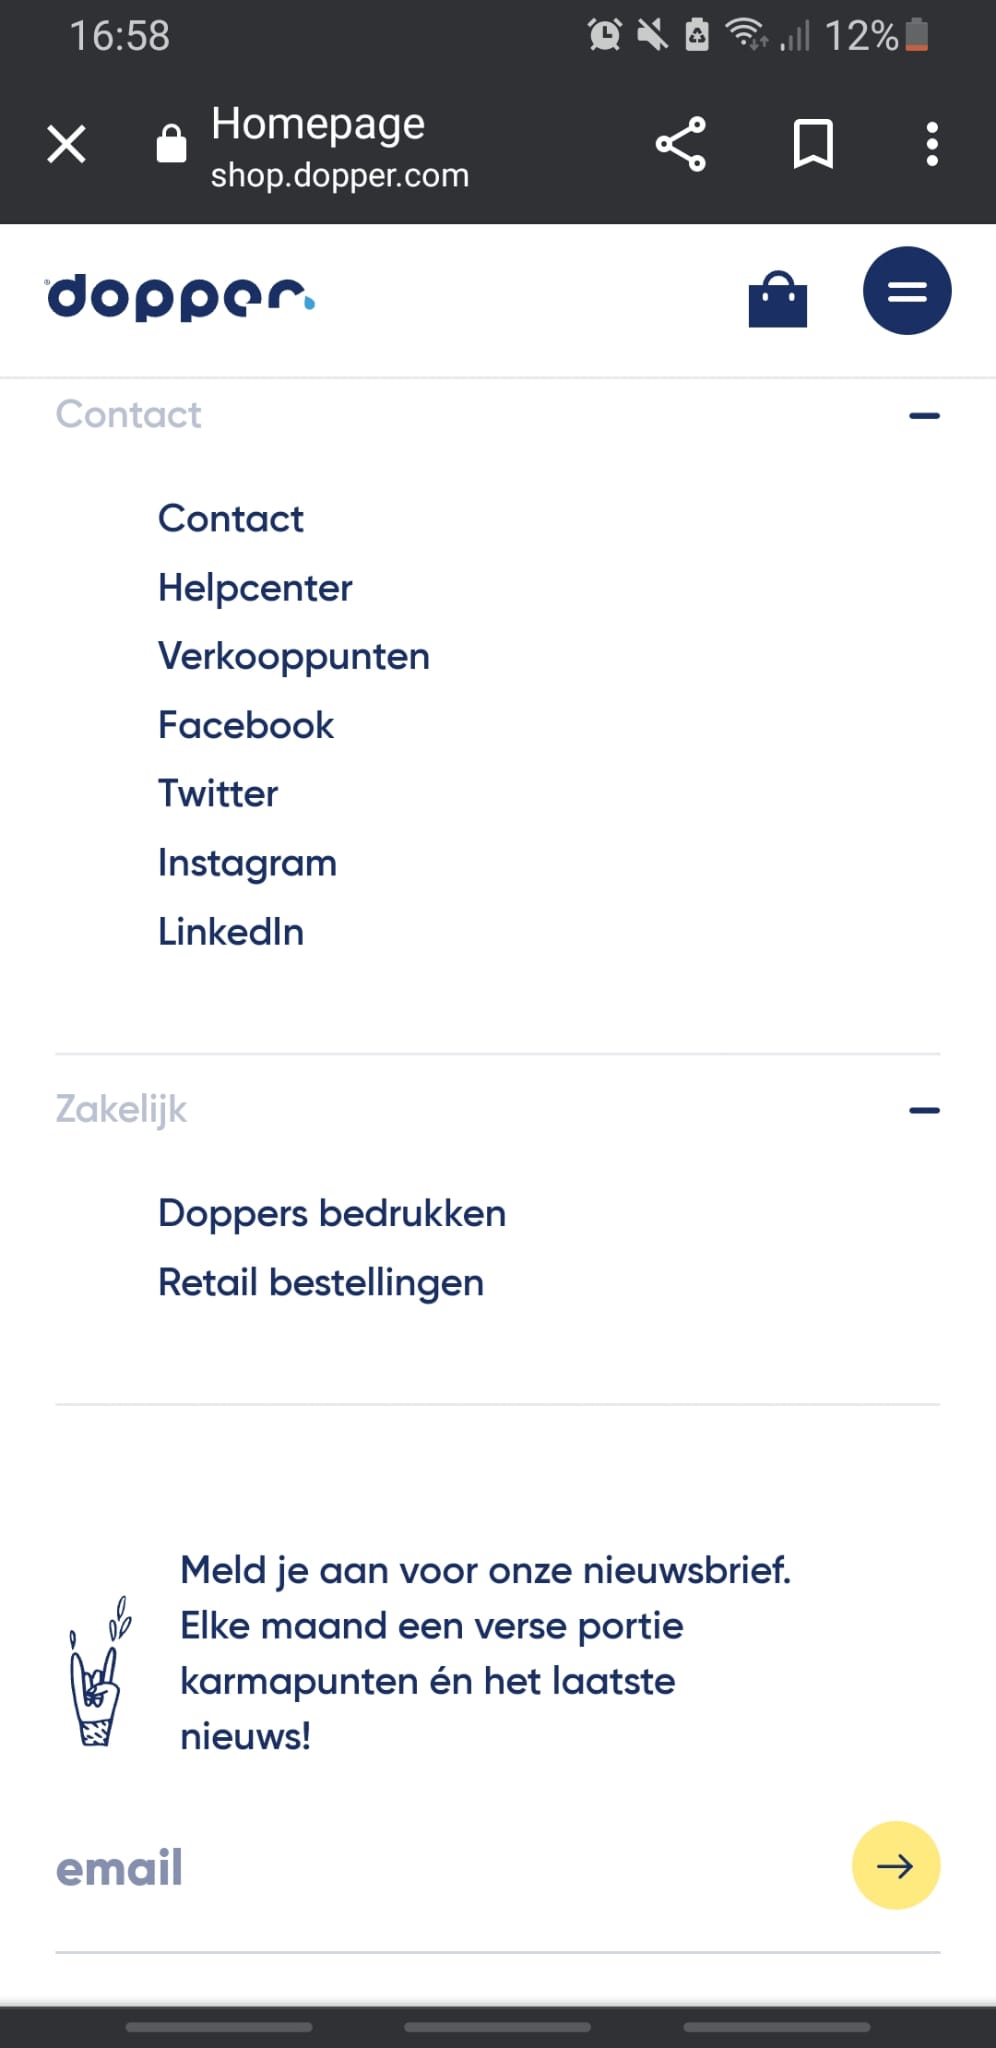 16:58
12%
Homepage
shop.dopper.com
dopper
Contact
Contact
Helpcenter
Verkooppunten
Facebook
Twitter
Instagram
LinkedIn
Zakelijk
Doppers bedrukken
Retail bestellingen
Meld je aan voor onze nieuwsbrief.
Elke maand een verse portie
karmapunten én het laatste
nieuws!
email